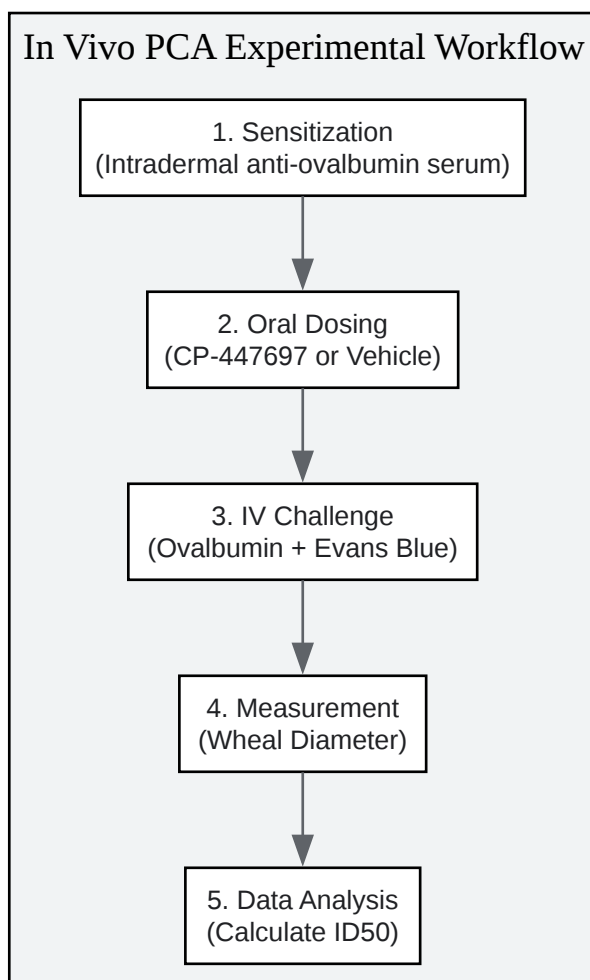 In Vivo PCA Experimental Workflow
1. Sensitization
(Intradermal anti-ovalbumin serum)
2. Oral Dosing
(CP-447697 or Vehicle)
3. IV Challenge
(Ovalbumin + Evans Blue)
4. Measurement
(Wheal Diameter)
5. Data Analysis
(Calculate ID50)